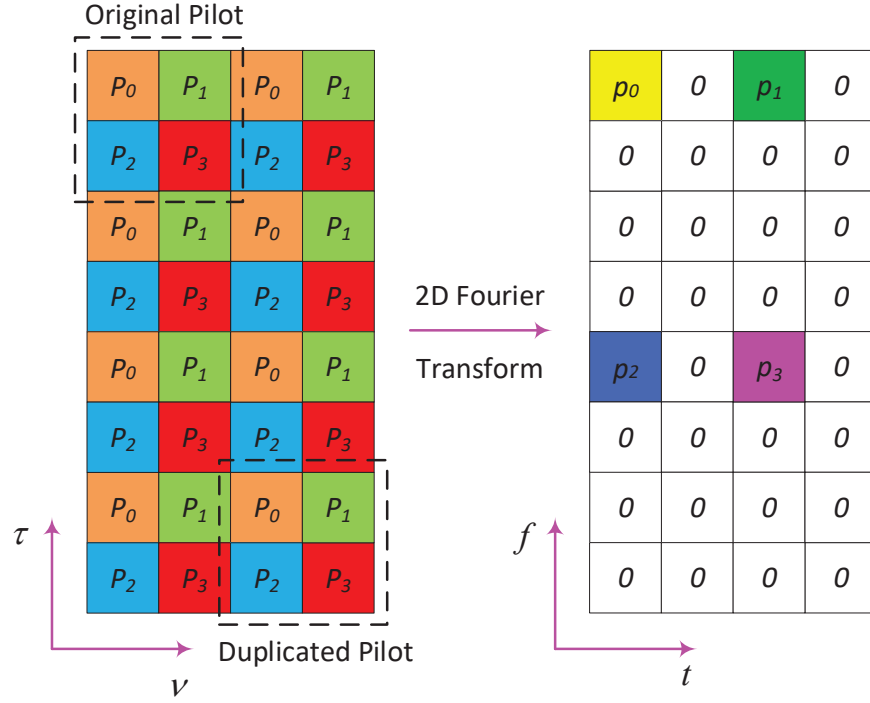 Original Pilot
P0 P1 P0 P1
P2 P3 P2 P3
P0 P1 P0 P1
P2 P3 P2 P3
P0 P1 P0 P1
P2 P3 P2 P3
P0 P1 P0 P1
P2 P3 P2 P3
τ
ν
Duplicated Pilot
2D Fourier
Transform
p0 0 p1 0
0 0 0 0
0 0 0 0
0 0 0 0
p2 0 p3 0
0 0 0 0
0 0 0 0
0 0 0 0
f
t